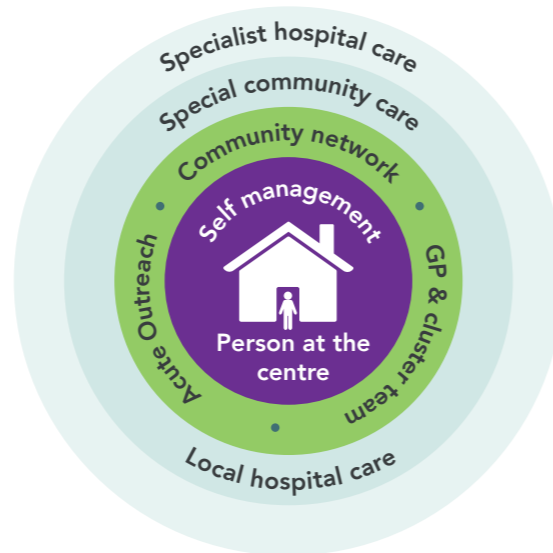 Specialist hospital care
Special community care
Community network
Self management
Person at the
centre
Acute Outreach
GP & cluster team
Local hospital care